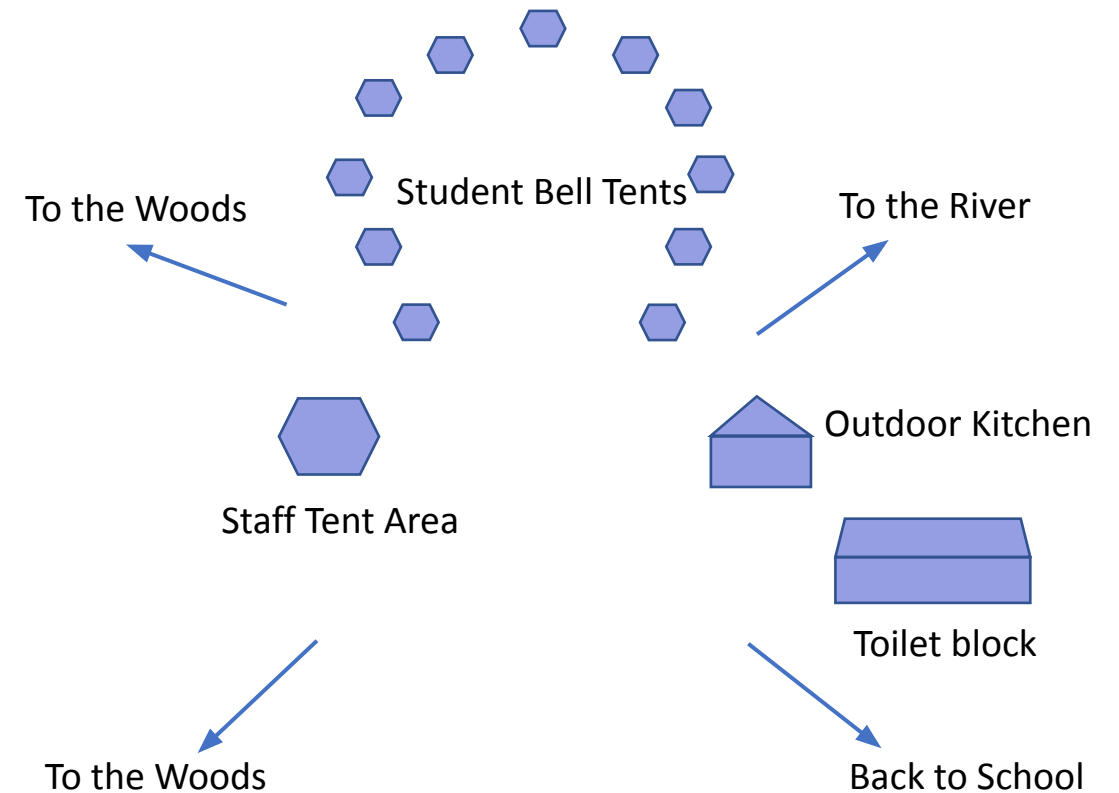 Student Bell Tents
To the Woods
To the River
Outdoor Kitchen
Staff Tent Area
Toilet block
To the Woods
Back to School